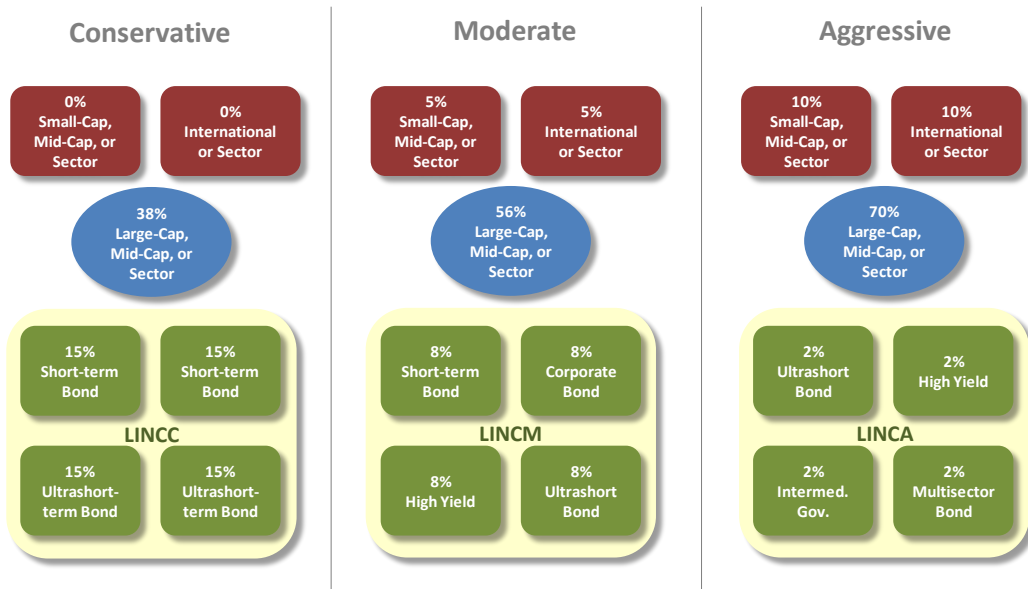 Conservative
0%
Small-Cap,
Mid-Cap, or
Sector
0%
International
or Sector
38%
Large-Cap,
Mid-Cap, or
Sector
15%
Short-term
Bond
15%
Short-term
Bond
LINCC
15%
Ultrashort-
term Bond
15%
Ultrashort-
term Bond
Moderate
5%
Small-Cap,
Mid-Cap, or
Sector
5%
International
or Sector
56%
Large-Cap,
Mid-Cap, or
Sector
8%
Short-term
Bond
8%
Corporate
Bond
LINCM
8%
High Yield
8%
Ultrashort
Bond
Aggressive
10%
Small-Cap,
Mid-Cap, or
Sector
10%
International
or Sector
70%
Large-Cap,
Mid-Cap, or
Sector
2%
Ultrashort
Bond
2%
High Yield
LINCA
2%
Intermed.
Gov.
2%
Multisector
Bond